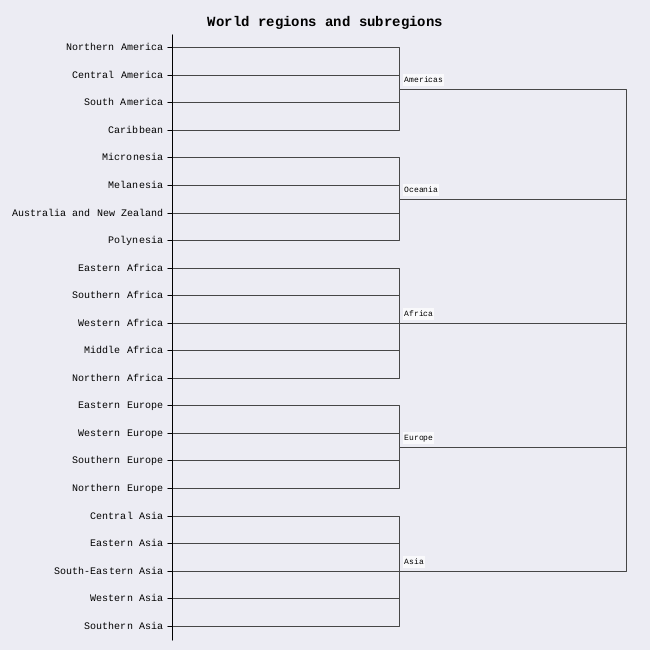 World regions and subregions
Northern America
Central America
Americas
South America
Caribbean
Micronesia
Melanesia
Oceania
Australia and New Zealand
Polynesia
Eastern Africa
Southern Africa
Africa
Western Africa
Middle Africa
Northern Africa
Eastern Europe
Western Europe
Europe
Southern Europe
Northern Europe
Central Asia
Eastern Asia
Asia
South-Eastern Asia
Western Asia
Southern Asia